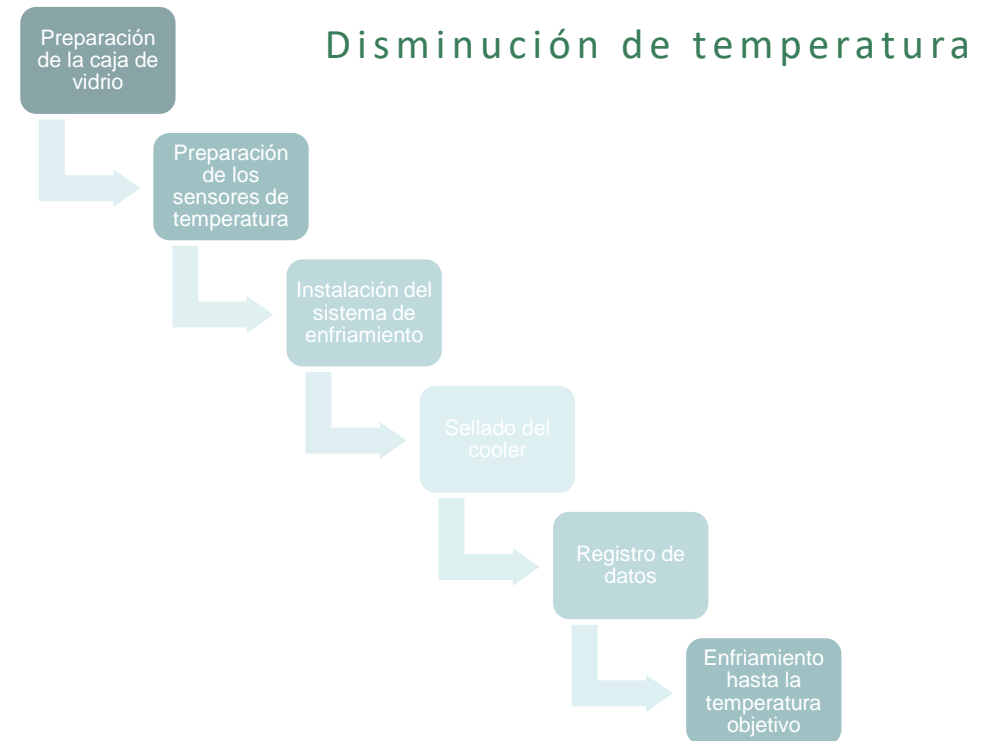 Disminución de temperatura
Preparación
de la caja de
vidrio
Preparación
de los
sensores de
temperatura
Instalación del
sistema de
enfriamiento
Sellado del
cooler
Registro de
datos
Enfriamiento
hasta la
temperatura
objetivo